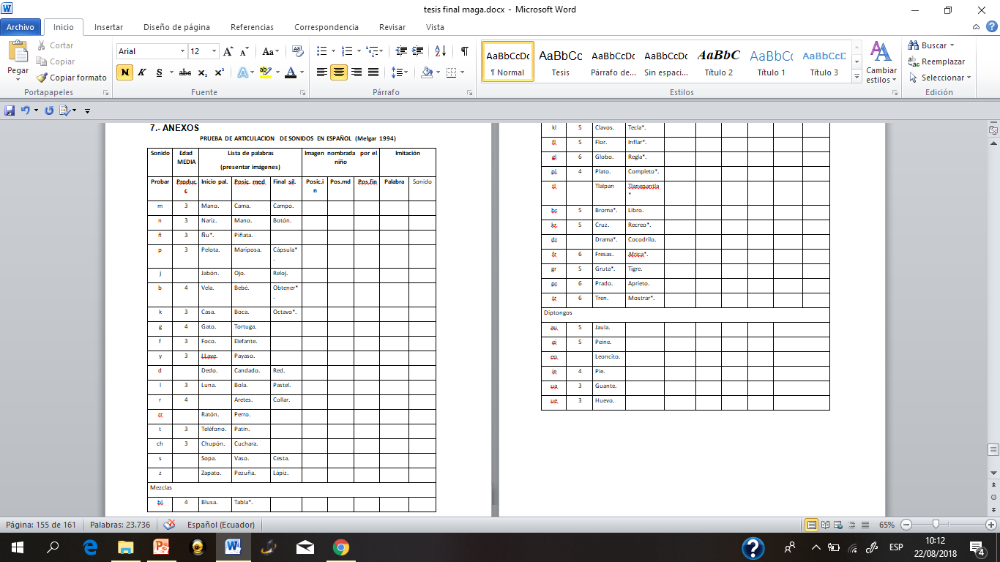 tesis final maga.docx - Microsoft Word
Archivo Inicio Insertar Diseño de página Referencias Correspondencia Revisar Vista
Pegar
Cortar
Copiar
Copiar formato
Portapapeles
Arial 12
Fuente
Párrafo
AaBbCcDc AaBbCc AaBbCcDc AaBbCcDc AaBbC AaBbCc AaBbCcDc
¶ Normal Tesis Párrafo de... Sin espaci... Título 2 Título 1 Título 3
Cambiar estilos
Estilos
Buscar
Reemplazar
Seleccionar
Edición
7.- ANEXOS
PRUEBA DE ARTICULACION DE SONIDOS EN ESPAÑOL (Melgar 1994)
Sonido Edad MEDIA Lista de palabras (presentar imágenes) Imagen nombrada por el niño Imitación
Probar Produc c Inicio pal. Posic. med. Final sil. Posic.i n Pos.md Pos.fin Palabra Sonido
m 3 Mano. Cama. Campo.
n 3 Nariz. Mano. Botón.
ñ 3 Ñu*. Piñata.
p 3 Pelota. Mariposa. Cápsula*.
j Jabón. Ojo. Reloj.
b 4 Vela. Bebé. Obtener*.
k 3 Casa. Boca. Octavo*.
g 4 Gato. Tortuga.
f 3 Foco. Elefante.
y 3 LLave. Payaso.
d Dedo. Candado. Red.
l 3 Luna. Bola. Pastel.
r 4 Aretes. Collar.
rr Ratón. Perro.
t 3 Teléfono. Patín.
ch 3 Chupón. Cuchara.
s Sopa. Vaso. Cesta.
z Zapato. Pezuña. Lápiz.
Mezclas
bl 4 Blusa. Tabla*.
kl 5 Clavos. Tecla*.
fl 5 Flor. Inflar*.
gl 6 Globo. Regla*.
pl 4 Plato. Completo*.
tl Tlalpan Tlanepantla*
br 5 Broma*. Libro.
kr 5 Cruz. Recreo*.
dr Drama*. Cocodrilo.
fr 6 Fresas. Africa*.
gr 5 Gruta*. Tigre.
pr 6 Prado. Aprieto.
tr 6 Tren. Mostrar*.
Diptongos
au 5 Jaula.
ei 5 Peine.
eo Leoncito.
ie 4 Pie.
ua 3 Guante.
ue 3 Huevo.
Página: 155 de 161 Palabras: 23.736 Español (Ecuador) 65%
ESP 10:12
22/08/2018
4